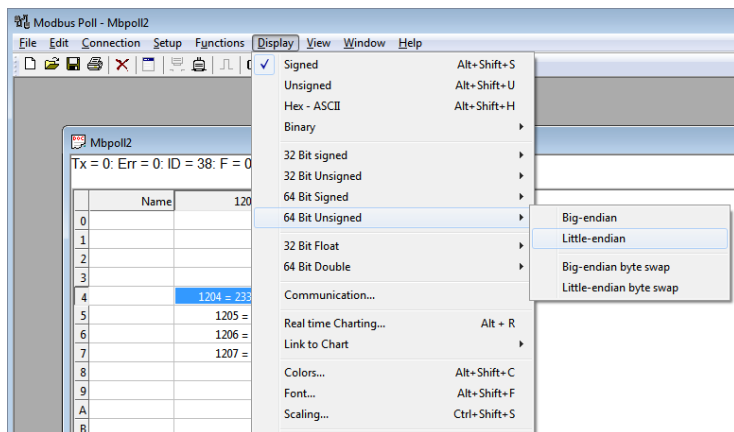 Modbus Poll - Mbpoll2
File Edit Connection Setup Functions Display View Window Help
Signed Alt+Shift+S
Unsigned Alt+Shift+U
Hex - ASCII Alt+Shift+H
Binary
32 Bit signed
32 Bit Unsigned
64 Bit Signed
64 Bit Unsigned
32 Bit Float
64 Bit Double
Communication...
Real time Charting... Alt + R
Link to Chart
Colors... Alt+Shift+C
Font... Alt+Shift+F
Scaling... Ctrl+Shift+S
Big-endian
Little-endian
Big-endian byte swap
Little-endian byte swap
Mbpoll2
Tx = 0: Err = 0: ID = 38: F = 0
Name 120
0
1
2
3
4 1204 = 233
5 1205 =
6 1206 =
7 1207 =
8
9
A
B